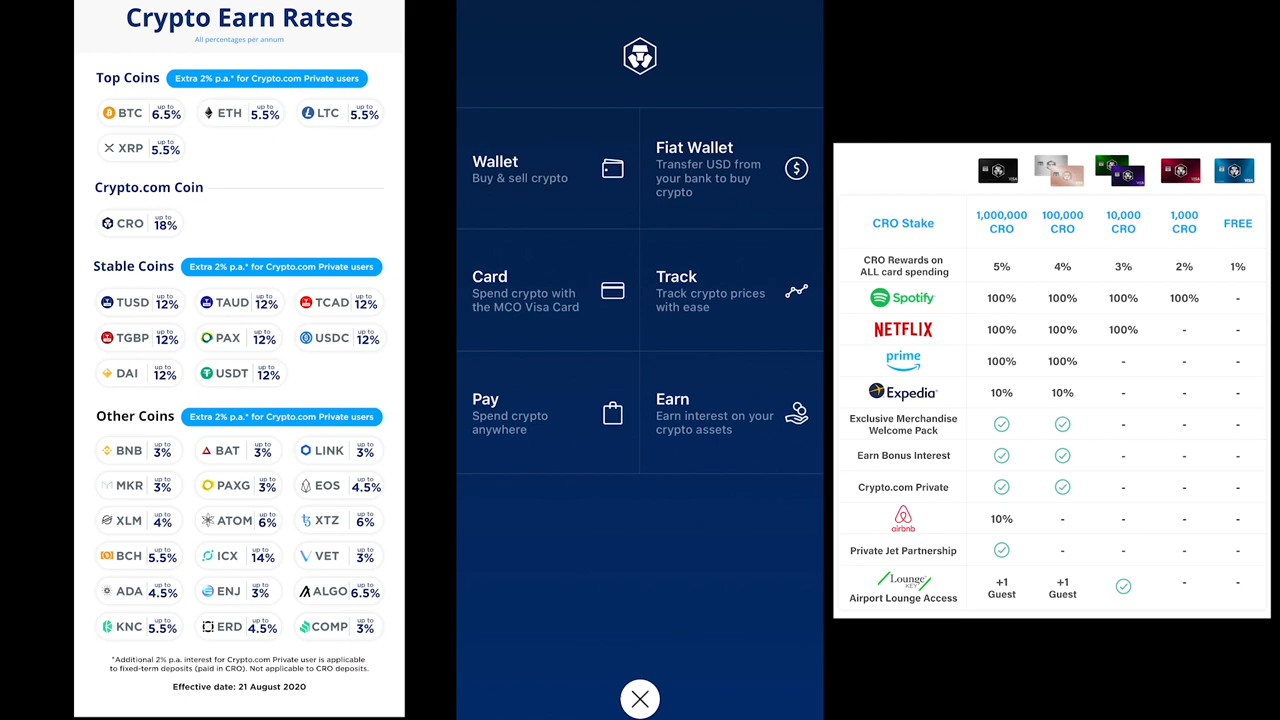 Crypto Earn Rates
All percentages per annum
Top Coins Extra 2% p.a.* for Crypto.com Private users
BTC up to 6.5% ETH up to 5.5% LTC up to 5.5%
XRP up to 5.5%
Crypto.com Coin
CRO up to 18%
Stable Coins Extra 2% p.a.* for Crypto.com Private users
TUSD up to 12% TAUD up to 12% TCAD up to 12%
TGBP up to 12% PAX up to 12% USDC up to 12%
DAI up to 12% USDT up to 12%
Other Coins Extra 2% p.a.* for Crypto.com Private users
BNB up to 3% BAT up to 3% LINK up to 3%
MKR up to 3% PAXG up to 3% EOS up to 4.5%
XLM up to 4% ATOM up to 6% XTZ up to 6%
BCH up to 5.5% ICX up to 14% VET up to 3%
ADA up to 4.5% ENJ up to 3% ALGO up to 6.5%
KNC up to 5.5% ERD up to 4.5% COMP up to 3%
*Additional 2% p.a. interest for Crypto.com Private user is applicable
to fixed-term deposits (paid in CRO). Not applicable to CRO deposits.
Effective date: 21 August 2020
Wallet
Buy & sell crypto
Fiat Wallet
Transfer USD from
your bank to buy
crypto
Card
Spend crypto with
the MCO Visa Card
Track
Track crypto prices
with ease
Pay
Spend crypto
anywhere
Earn
Earn interest on your
crypto assets
CRO Stake 1,000,000 CRO 100,000 CRO 10,000 CRO 1,000 CRO FREE
CRO Rewards on
ALL card spending 5% 4% 3% 2% 1%
Spotify 100% 100% 100% 100% -
NETFLIX 100% 100% 100% - -
prime 100% 100% - - -
Expedia 10% 10% - - -
Exclusive Merchandise
Welcome Pack - - -
Earn Bonus Interest - - -
Crypto.com Private - - -
airbnb 10% - - - -
Private Jet Partnership - - - -
Lounge KEY
Airport Lounge Access +1 Guest +1 Guest - -